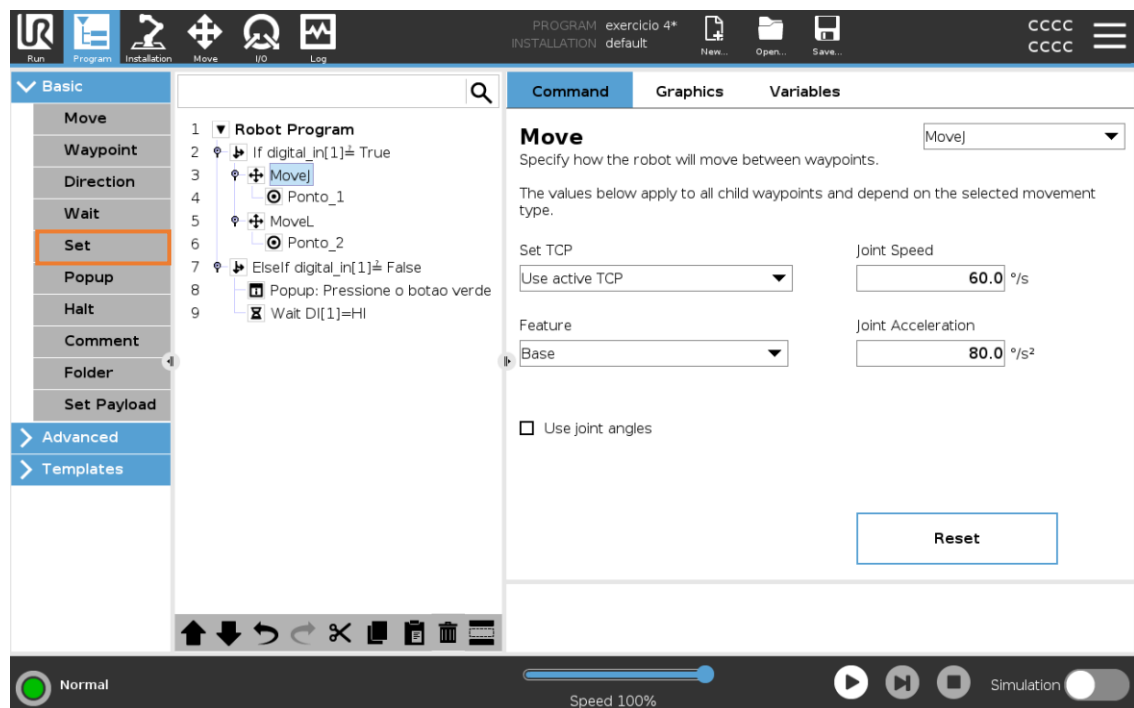 PROGRAM exercicio 4*
INSTALLATION default
New... Open... Save...
CCCC
CCCC
Run Program Installation Move I/O Log
Basic
Move
Waypoint
Direction
Wait
Set
Popup
Halt
Comment
Folder
Set Payload
Advanced
Templates
1 Robot Program
2 If digital_in[1]≟ True
3 MoveJ
4 Ponto_1
5 MoveL
6 Ponto_2
7 ElseIf digital_in[1]≟ False
8 Popup: Pressione o botao verde
9 Wait DI[1]=HI
Command Graphics Variables
Move MoveJ
Specify how the robot will move between waypoints.
The values below apply to all child waypoints and depend on the selected movement
type.
Set TCP Joint Speed
Use active TCP 60.0 °/s
Feature Joint Acceleration
Base 80.0 °/s²
Use joint angles
Reset
Normal
Speed 100%
Simulation